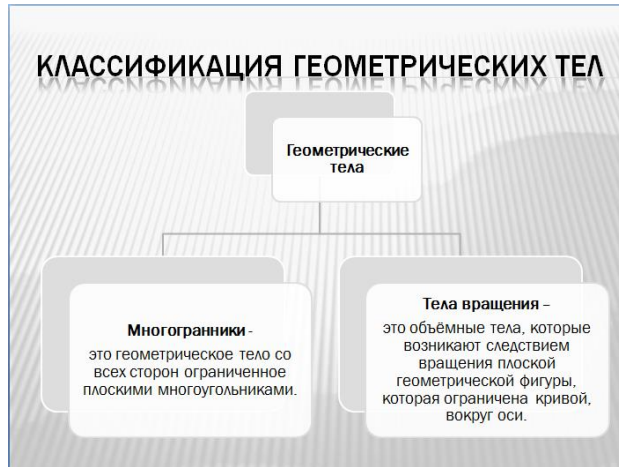 КЛАССИФИКАЦИЯ ГЕОМЕТРИЧЕСКИХ ТЕЛ
Геометрические
тела
Многогранники -
это геометрическое тело со
всех сторон ограниченное
плоскими многоугольниками.
Тела вращения –
это объёмные тела, которые
возникают следствием
вращения плоской
геометрической фигуры,
которая ограничена кривой,
вокруг оси.